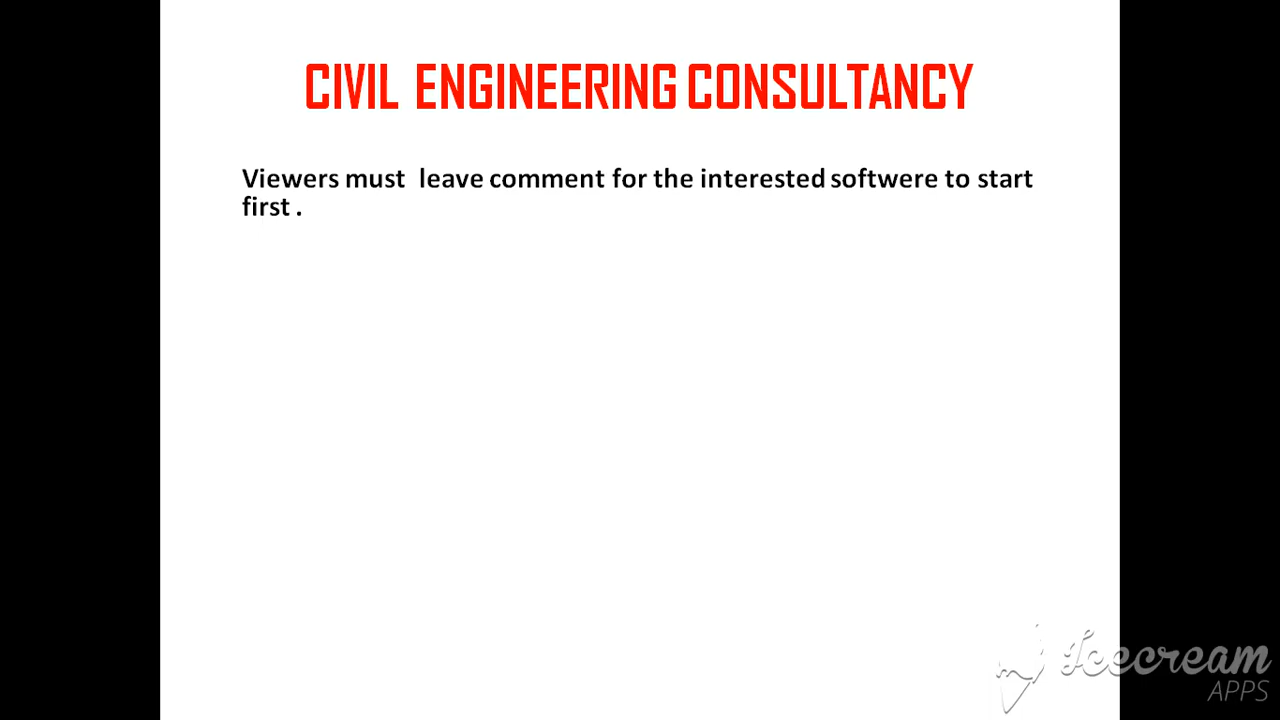 CIVIL ENGINEERING CONSULTANCY
Viewers must leave comment for the interested softwere to start
first .
Icecream
APPS